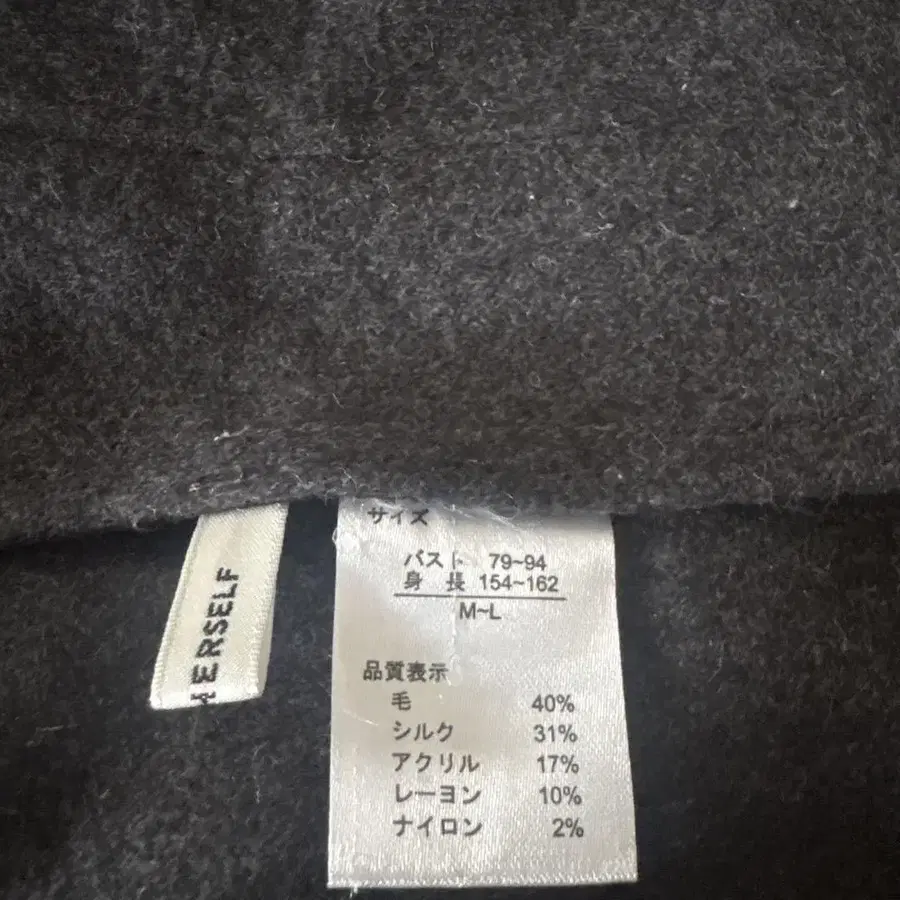 HERSELF
サイズ
バスト 79~94
身 長 154~162
M~L
品質表示
毛 40%
シルク 31%
アクリル 17%
レーヨン 10%
ナイロン 2%